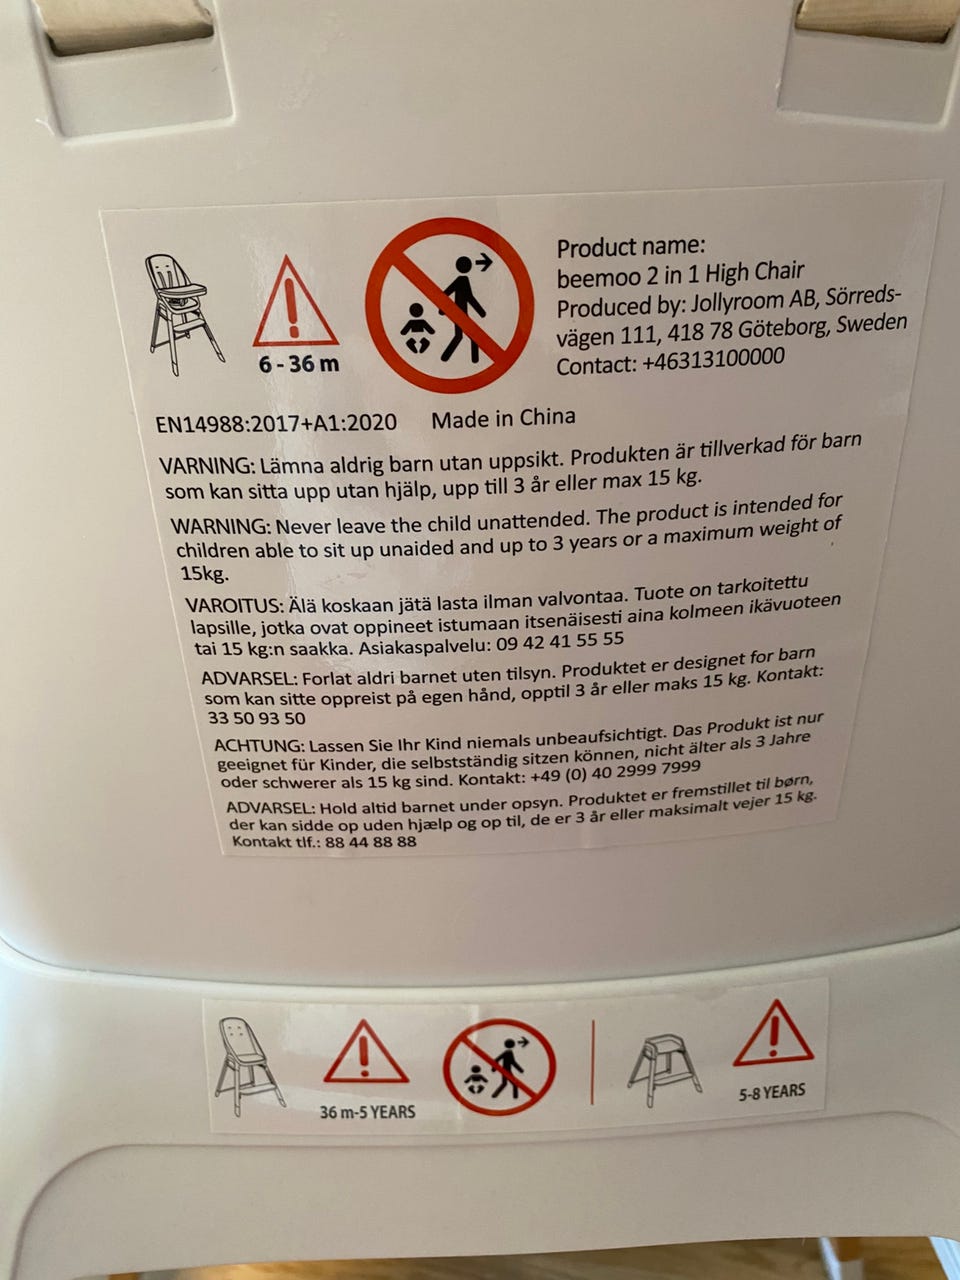 6 - 36 m
Product name:
beemoo 2 in 1 High Chair
Produced by: Jollyroom AB, Sörreds-
vägen 111, 418 78 Göteborg, Sweden
Contact: +46313100000
EN14988:2017+A1:2020 Made in China
VARNING: Lämna aldrig barn utan uppsikt. Produkten är tillverkad för barn
som kan sitta upp utan hjälp, upp till 3 år eller max 15 kg.
WARNING: Never leave the child unattended. The product is intended for
children able to sit up unaided and up to 3 years or a maximum weight of
15kg.
VAROITUS: Älä koskaan jätä lasta ilman valvontaa. Tuote on tarkoitettu
lapsille, jotka ovat oppineet istumaan itsenäisesti aina kolmeen ikävuoteen
tai 15 kg:n saakka. Asiakaspalvelu: 09 42 41 55 55
ADVARSEL: Forlat aldri barnet uten tilsyn. Produktet er designet for barn
som kan sitte oppreist på egen hånd, opptil 3 år eller maks 15 kg. Kontakt:
33 50 93 50
ACHTUNG: Lassen Sie Ihr Kind niemals unbeaufsichtigt. Das Produkt ist nur
geeignet für Kinder, die selbstständig sitzen können, nicht älter als 3 Jahre
oder schwerer als 15 kg sind. Kontakt: +49 (0) 40 2999 7999
ADVARSEL: Hold altid barnet under opsyn. Produktet er fremstillet til børn,
der kan sidde op uden hjælp og op til, de er 3 år eller maksimalt vejer 15 kg.
Kontakt tlf.: 88 44 88 88
36 m-5 YEARS
5-8 YEARS